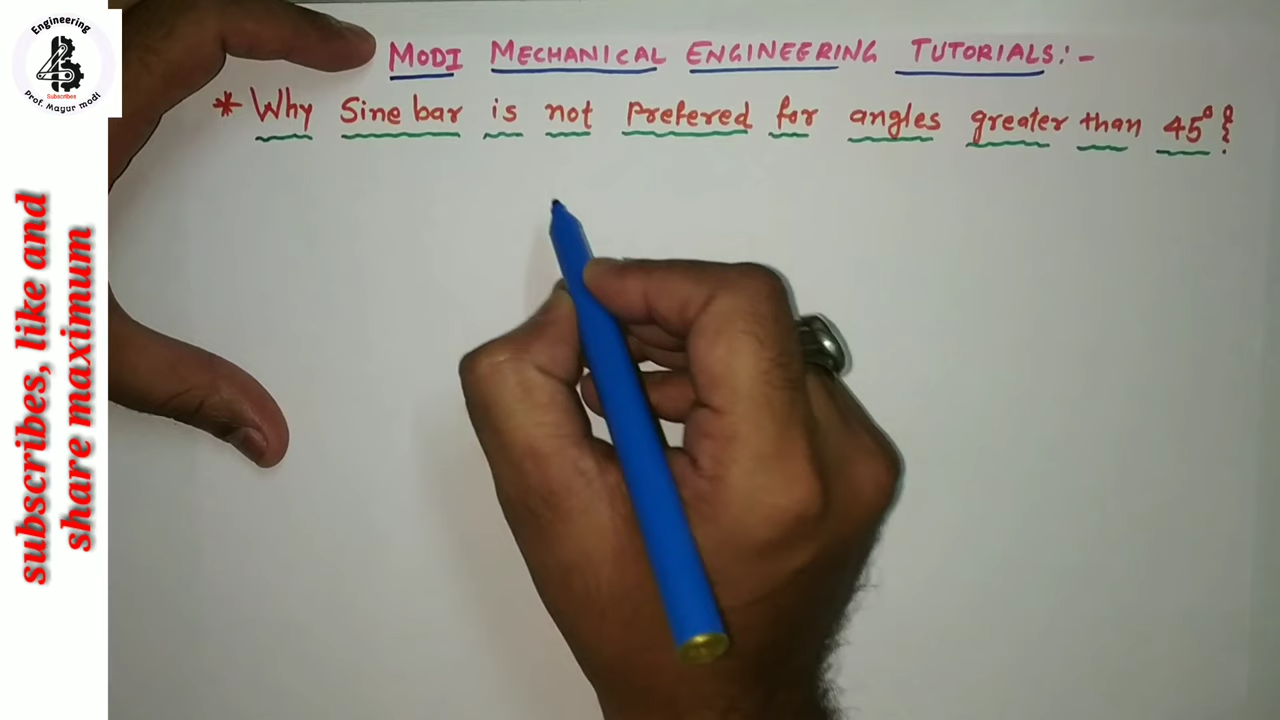 Engineering
Subscribes
Prof. Mayur modi
subscribes, like and
share maximum
MODI MECHANICAL ENGINEERING TUTORIALS:-
* Why Sine bar is not prefered for angles greater than 45° ?